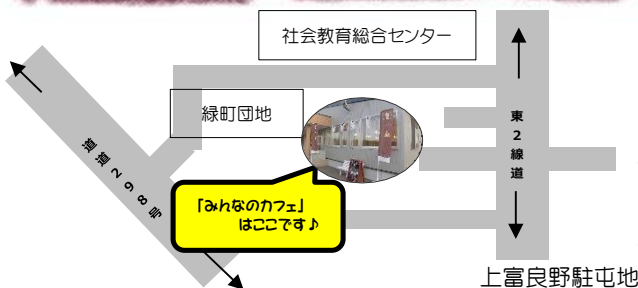 社会教育総合センター
緑町団地
東2線道
道道298号
「みんなのカフェ」
はここです♪
上富良野駐屯地